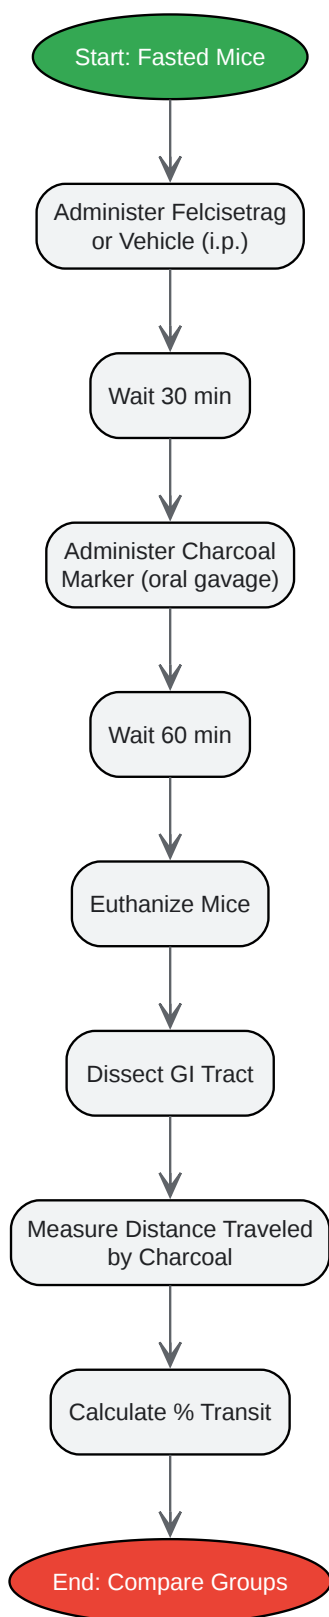 Start: Fasted Mice
Administer Felcisetrag
or Vehicle (i.p.)
Wait 30 min
Administer Charcoal
Marker (oral gavage)
Wait 60 min
Euthanize Mice
Dissect GI Tract
Measure Distance Traveled
by Charcoal
Calculate % Transit
End: Compare Groups